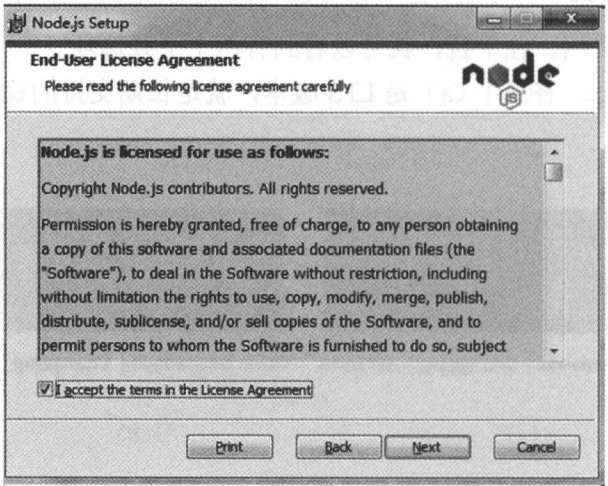 Node.js Setup
End-User License Agreement
Please read the following license agreement carefully
node
JS
Node.js is licensed for use as follows:
Copyright Node.js contributors. All rights reserved.
Permission is hereby granted, free of charge, to any person obtaining
a copy of this software and associated documentation files (the
"Software"), to deal in the Software without restriction, including
without limitation the rights to use, copy, modify, merge, publish,
distribute, sublicense, and/or sell copies of the Software, and to
permit persons to whom the Software is furnished to do so, subject
I accept the terms in the License Agreement
Print Back Next Cancel